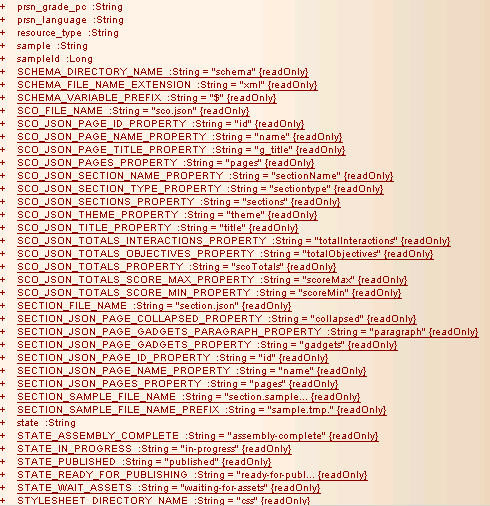 + prsn_grade_pc :String
+ prsn_language :String
+ resource_type :String
+ sample :String
+ sampleId :Long
+ SCHEMA_DIRECTORY_NAME :String = "schema" {readOnly}
+ SCHEMA_FILE_NAME_EXTENSION :String = "xml" {readOnly}
+ SCHEMA_VARIABLE_PREFIX :String = "$" {readOnly}
+ SCO_FILE_NAME :String = "sco.json" {readOnly}
+ SCO_JSON_PAGE_ID_PROPERTY :String = "id" {readOnly}
+ SCO_JSON_PAGE_NAME_PROPERTY :String = "name" {readOnly}
+ SCO_JSON_PAGE_TITLE_PROPERTY :String = "g_title" {readOnly}
+ SCO_JSON_PAGES_PROPERTY :String = "pages" {readOnly}
+ SCO_JSON_SECTION_NAME_PROPERTY :String = "sectionName" {readOnly}
+ SCO_JSON_SECTION_TYPE_PROPERTY :String = "sectiontype" {readOnly}
+ SCO_JSON_SECTIONS_PROPERTY :String = "sections" {readOnly}
+ SCO_JSON_THEME_PROPERTY :String = "theme" {readOnly}
+ SCO_JSON_TITLE_PROPERTY :String = "title" {readOnly}
+ SCO_JSON_TOTALS_INTERACTIONS_PROPERTY :String = "totalInteractions" {readOnly}
+ SCO_JSON_TOTALS_OBJECTIVES_PROPERTY :String = "totalObjectives" {readOnly}
+ SCO_JSON_TOTALS_PROPERTY :String = "scoTotals" {readOnly}
+ SCO_JSON_TOTALS_SCORE_MAX_PROPERTY :String = "scoreMax" {readOnly}
+ SCO_JSON_TOTALS_SCORE_MIN_PROPERTY :String = "scoreMin" {readOnly}
+ SECTION_FILE_NAME :String = "section.json" {readOnly}
+ SECTION_JSON_PAGE_COLLAPSED_PROPERTY :String = "collapsed" {readOnly}
+ SECTION_JSON_PAGE_GADGETS_PARAGRAPH_PROPERTY :String = "paragraph" {readOnly}
+ SECTION_JSON_PAGE_GADGETS_PROPERTY :String = "gadgets" {readOnly}
+ SECTION_JSON_PAGE_ID_PROPERTY :String = "id" {readOnly}
+ SECTION_JSON_PAGE_NAME_PROPERTY :String = "name" {readOnly}
+ SECTION_JSON_PAGES_PROPERTY :String = "pages" {readOnly}
+ SECTION_SAMPLE_FILE_NAME :String = "section.sample... {readOnly}
+ SECTION_SAMPLE_FILE_NAME_PREFIX :String = "sample.tmp." {readOnly}
+ state :String
+ STATE_ASSEMBLY_COMPLETE :String = "assembly-complete" {readOnly}
+ STATE_IN_PROGRESS :String = "in-progress" {readOnly}
+ STATE_PUBLISHED :String = "published" {readOnly}
+ STATE_READY_FOR_PUBLISHING :String = "ready-for-publ... {readOnly}
+ STATE_WAIT_ASSETS :String = "waiting-for-assets" {readOnly}
+ STYLESHEET_DIRECTORY_NAME :String = "css" {readOnly}